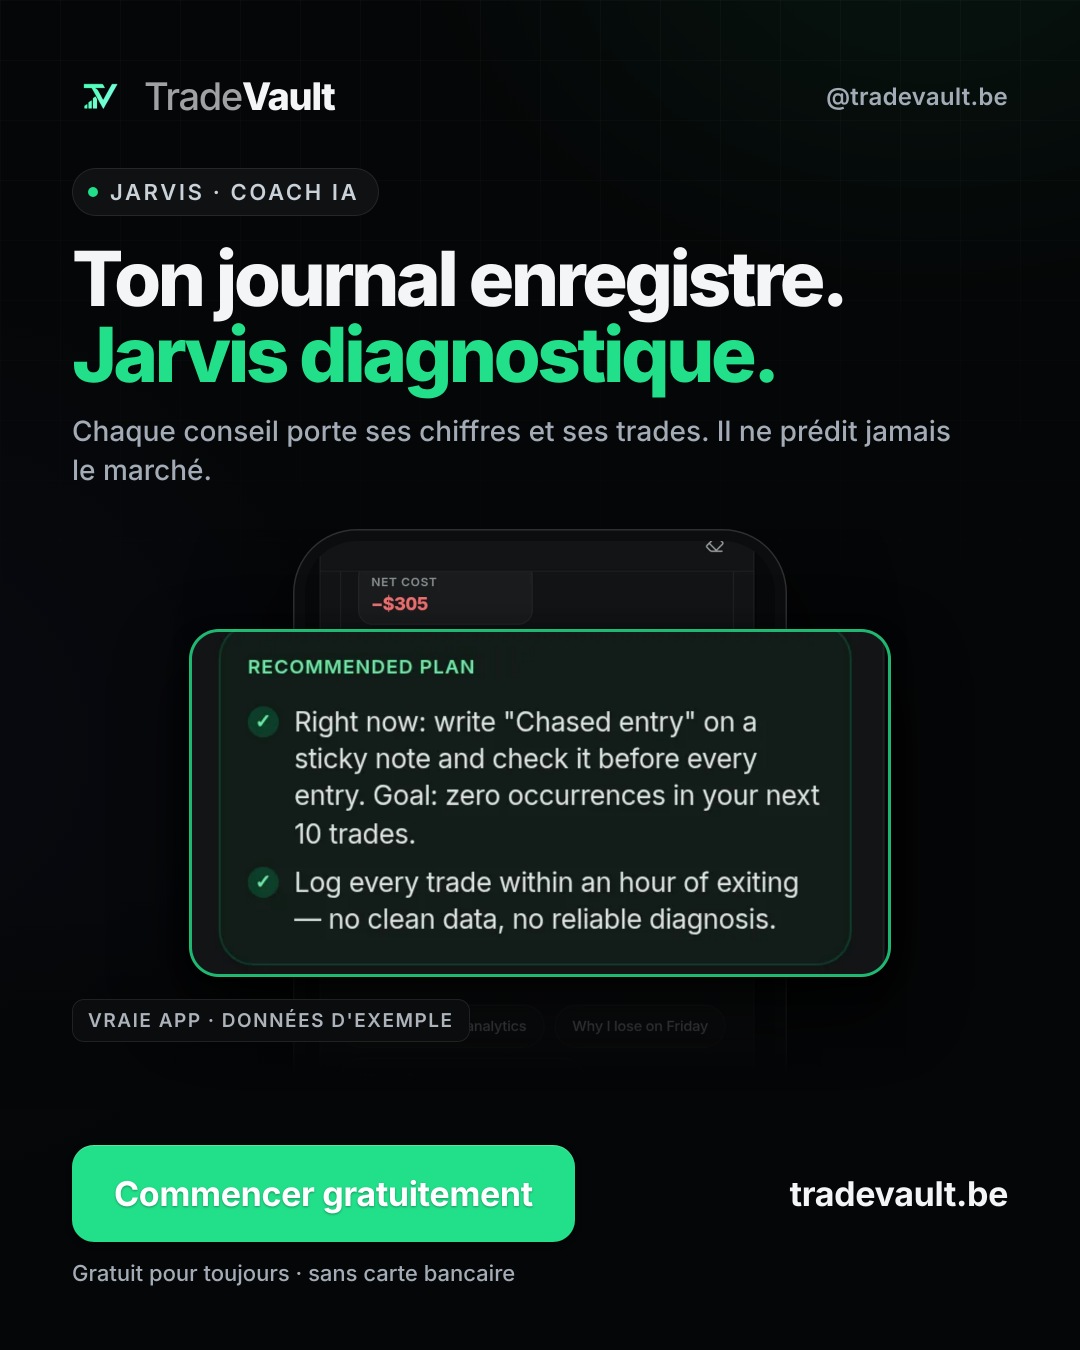 TradeVault
@tradevault.be
JARVIS · COACH IA
Ton journal enregistre.
Jarvis diagnostique.
Chaque conseil porte ses chiffres et ses trades. Il ne prédit jamais
le marché.
NET COST
−$305
RECOMMENDED PLAN
✓ Right now: write "Chased entry" on a
sticky note and check it before every
entry. Goal: zero occurrences in your next
10 trades.
✓ Log every trade within an hour of exiting
— no clean data, no reliable diagnosis.
VRAIE APP · DONNÉES D'EXEMPLE
analytics
Why I lose on Friday
Commencer gratuitement
tradevault.be
Gratuit pour toujours · sans carte bancaire